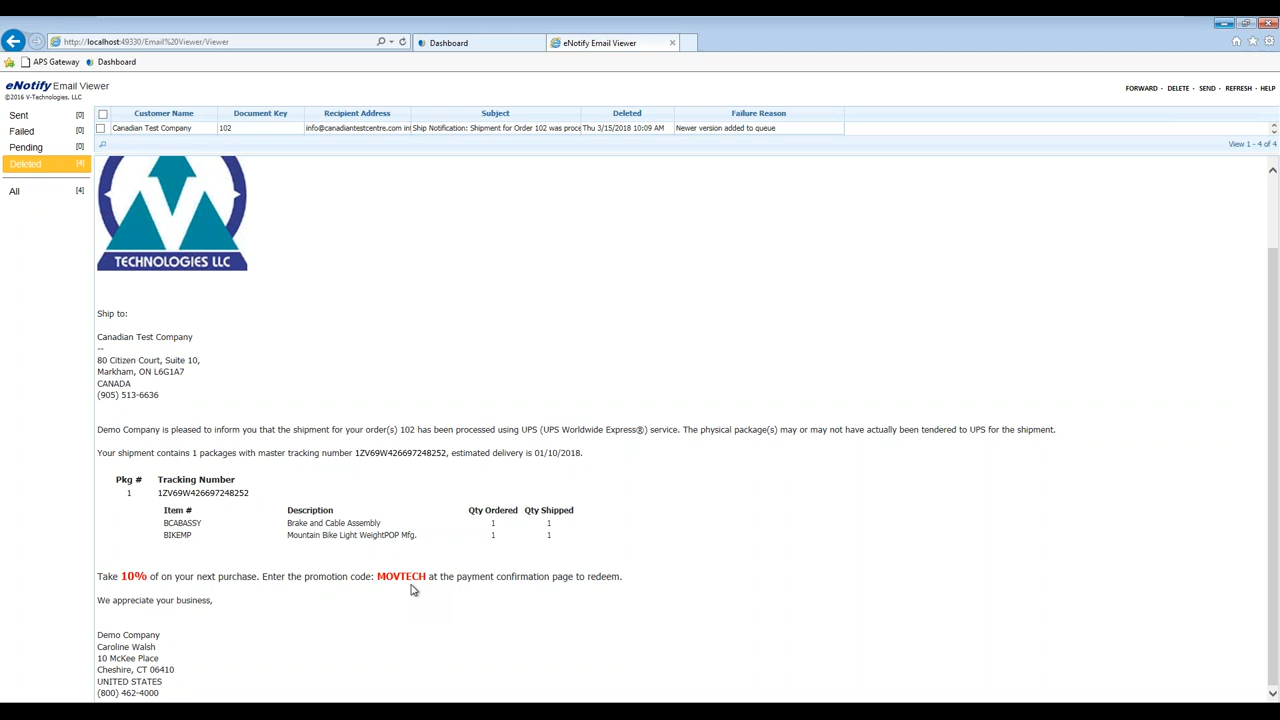 http://localhost:49330/Email%20Viewer/Viewer
Dashboard
eNotify Email Viewer
APS Gateway
Dashboard
eNotify Email Viewer
©2016 V-Technologies, LLC
FORWARD - DELETE - SEND - REFRESH - HELP
Sent [0]
Failed [0]
Pending [0]
Deleted [4]
All [4]
Customer Name Document Key Recipient Address Subject Deleted Failure Reason
Canadian Test Company 102 info@canadiantestcentre.com in Ship Notification: Shipment for Order 102 was proce Thu 3/15/2018 10:09 AM Newer version added to queue
View 1 - 4 of 4
TECHNOLOGIES LLC
Ship to:
Canadian Test Company
--
80 Citizen Court, Suite 10,
Markham, ON L6G1A7
CANADA
(905) 513-6636
Demo Company is pleased to inform you that the shipment for your order(s) 102 has been processed using UPS (UPS Worldwide Express®) service. The physical package(s) may or may not have actually been tendered to UPS for the shipment.
Your shipment contains 1 packages with master tracking number 1ZV69W426697248252, estimated delivery is 01/10/2018.
Pkg # Tracking Number
1 1ZV69W426697248252
Item # Description Qty Ordered Qty Shipped
BCABASSY Brake and Cable Assembly 1 1
BIKEMP Mountain Bike Light WeightPOP Mfg. 1 1
Take 10% of on your next purchase. Enter the promotion code: MOVTECH at the payment confirmation page to redeem.
We appreciate your business,
Demo Company
Caroline Walsh
10 McKee Place
Cheshire, CT 06410
UNITED STATES
(800) 462-4000